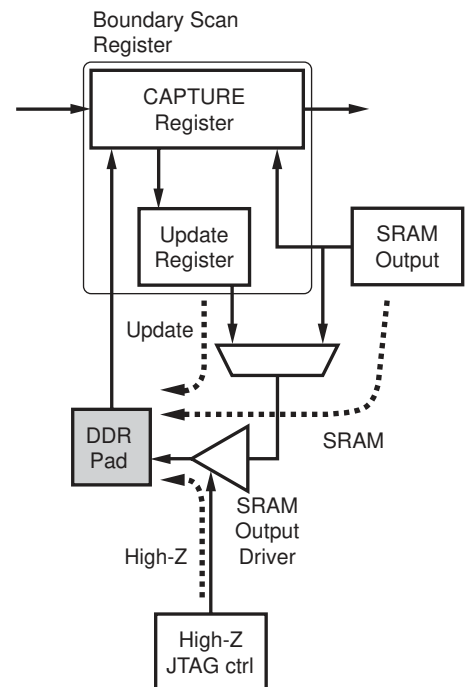 Boundary Scan
Register
CAPTURE
Register
Update
Register
SRAM
Output
Update
SRAM
DDR
Pad
SRAM
Output
Driver
High-Z
High-Z
JTAG ctrl